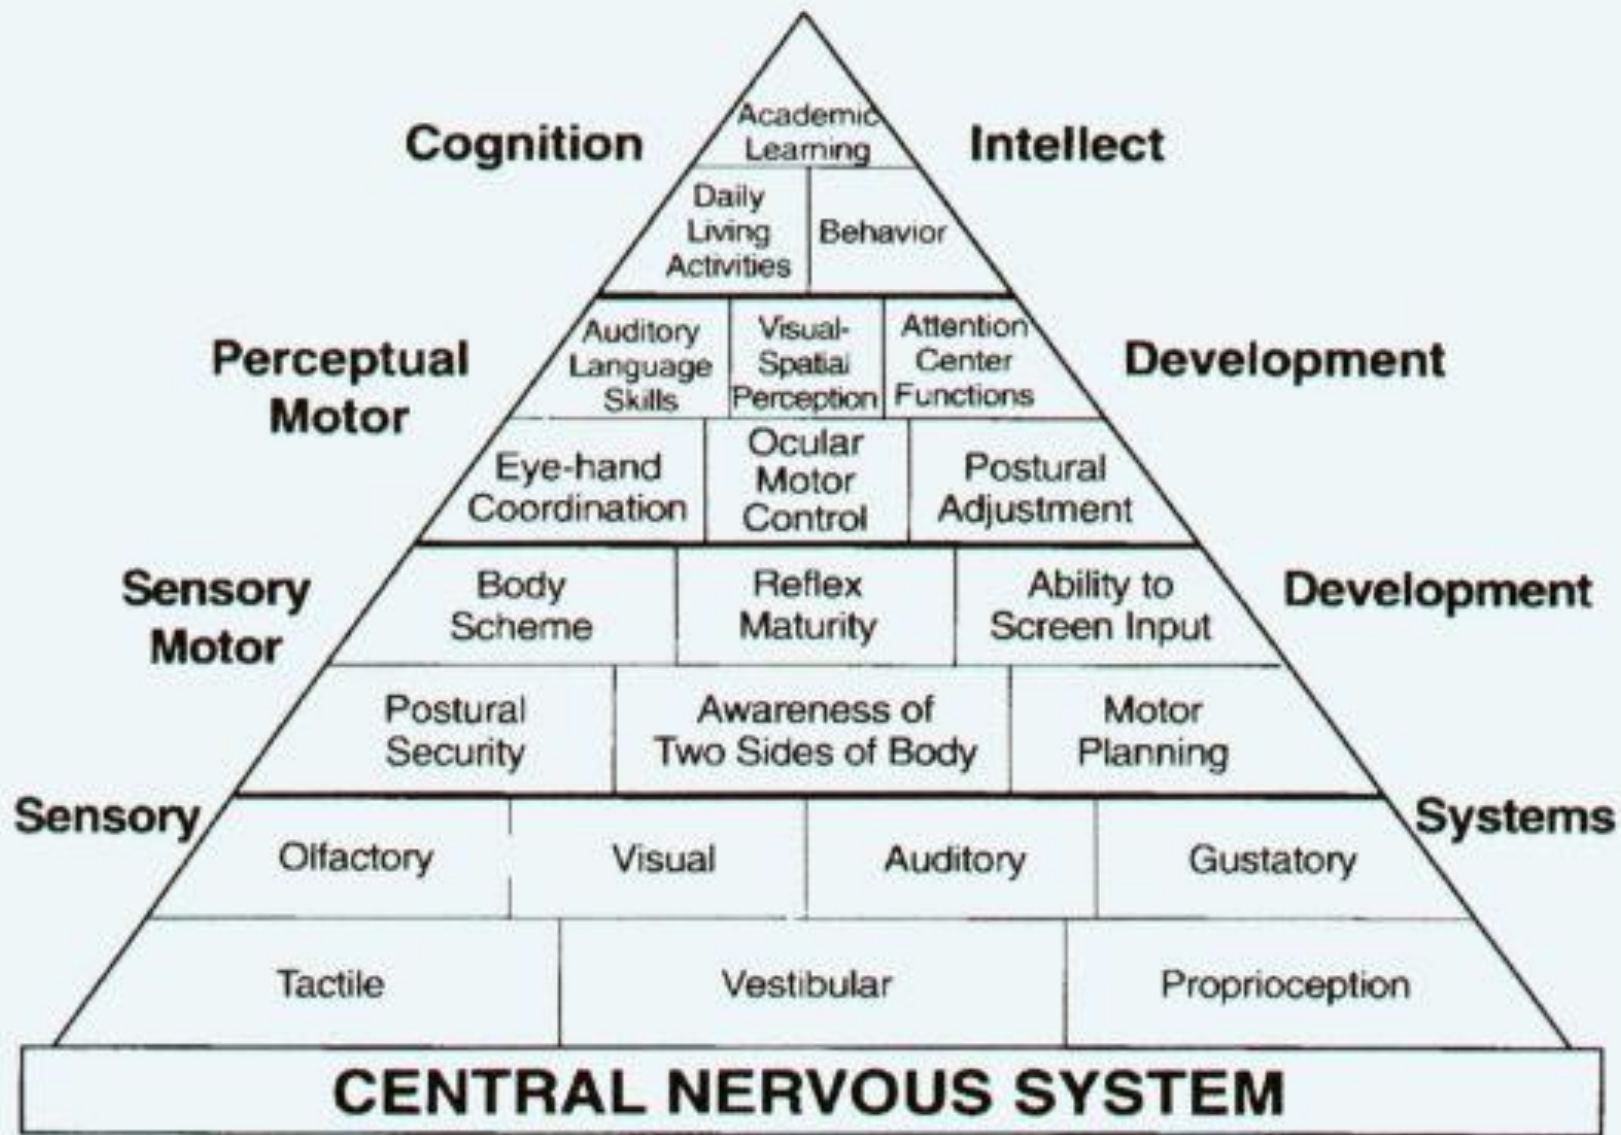 Academic
Learning
Cognition
Intellect
Daily
Living
Activities
Behavior
Auditory
Language
Skills
Visual-
Spatial
Perception
Attention
Center
Functions
Perceptual
Motor
Development
Eye-hand
Coordination
Ocular
Motor
Control
Postural
Adjustment
Sensory
Motor
Body
Scheme
Reflex
Maturity
Ability to
Screen Input
Development
Postural
Security
Awareness of
Two Sides of Body
Motor
Planning
Sensory
Systems
Olfactory
Visual
Auditory
Gustatory
Tactile
Vestibular
Proprioception
CENTRAL NERVOUS SYSTEM